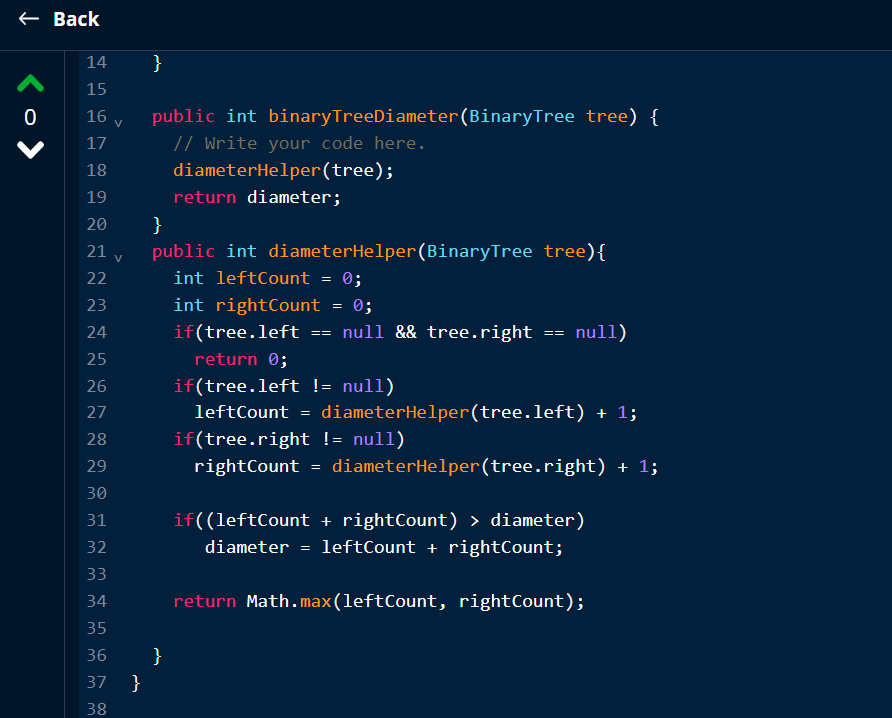 ← Back
0
14 }
15
16 v public int binaryTreeDiameter(BinaryTree tree) {
17 // Write your code here.
18 diameterHelper(tree);
19 return diameter;
20 }
21 v public int diameterHelper(BinaryTree tree){
22 int leftCount = 0;
23 int rightCount = 0;
24 if(tree.left == null && tree.right == null)
25 return 0;
26 if(tree.left != null)
27 leftCount = diameterHelper(tree.left) + 1;
28 if(tree.right != null)
29 rightCount = diameterHelper(tree.right) + 1;
30
31 if((leftCount + rightCount) > diameter)
32 diameter = leftCount + rightCount;
33
34 return Math.max(leftCount, rightCount);
35
36 }
37 }
38